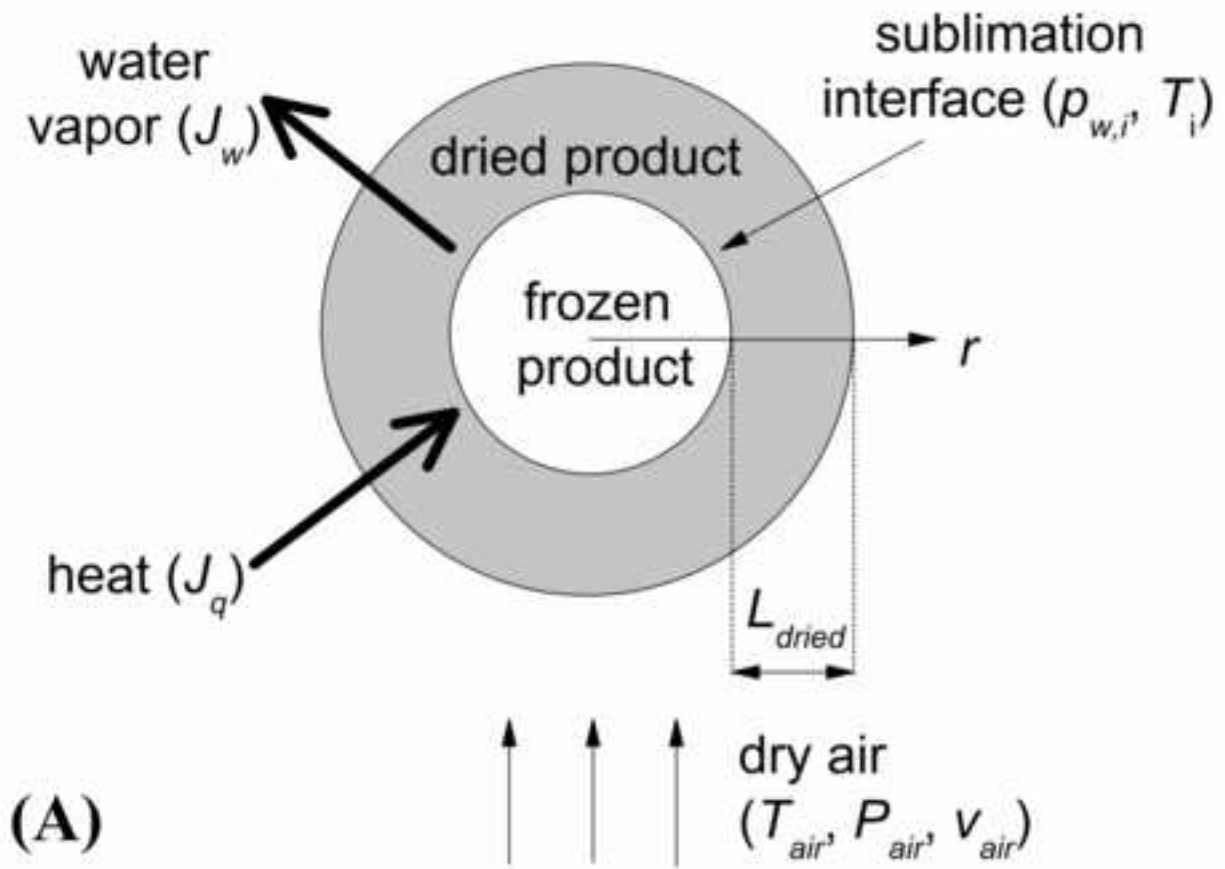 water
vapor (J_w)
sublimation
interface (p_w,i, T_i)
dried product
frozen
product
r
heat (J_q)
L_dried
dry air
(T_air, P_air, v_air)
(A)